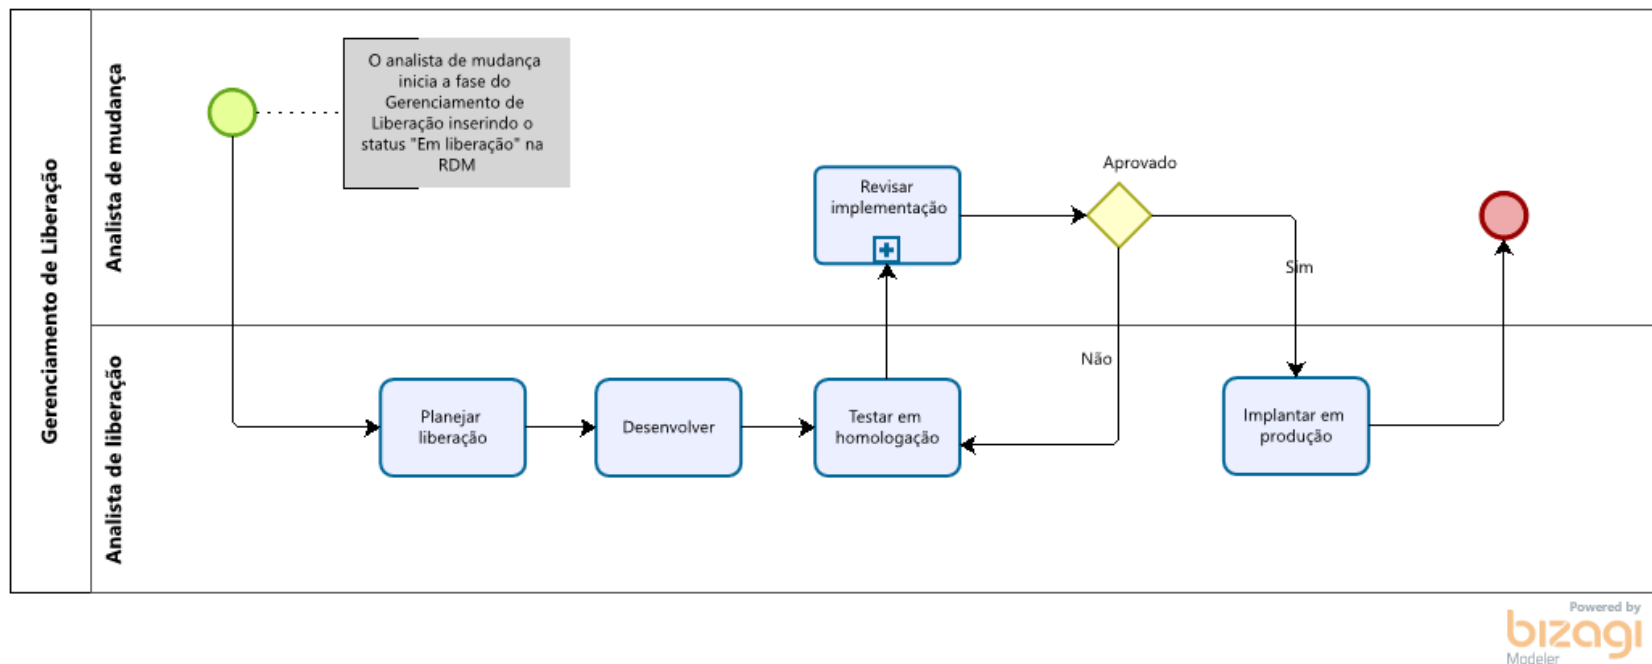 Gerenciamento de Liberação
Analista de mudança
O analista de mudança
inicia a fase do
Gerenciamento de
Liberação inserindo o
status "Em liberação" na
RDM
Revisar
implementação
Aprovado
Sim
Não
Analista de liberação
Planejar
liberação
Desenvolver
Testar em
homologação
Implantar em
produção
Powered by
bizagi
Modeler